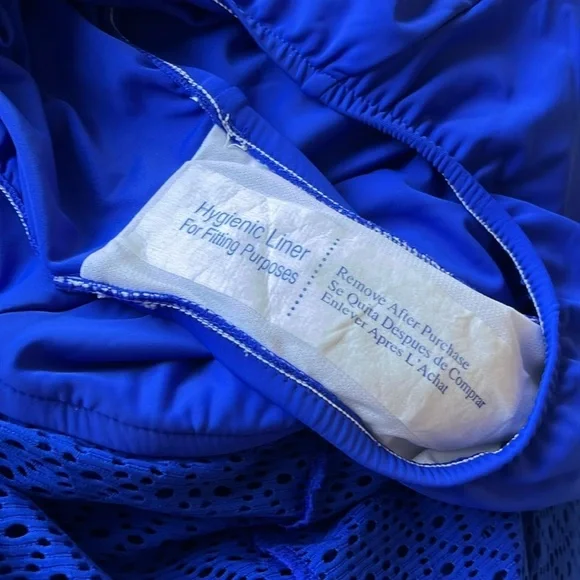 Hygienic Liner
For Fitting Purposes
Remove After Purchase
Se Quita Despues de Comprar
Enlever Apres L'Achat